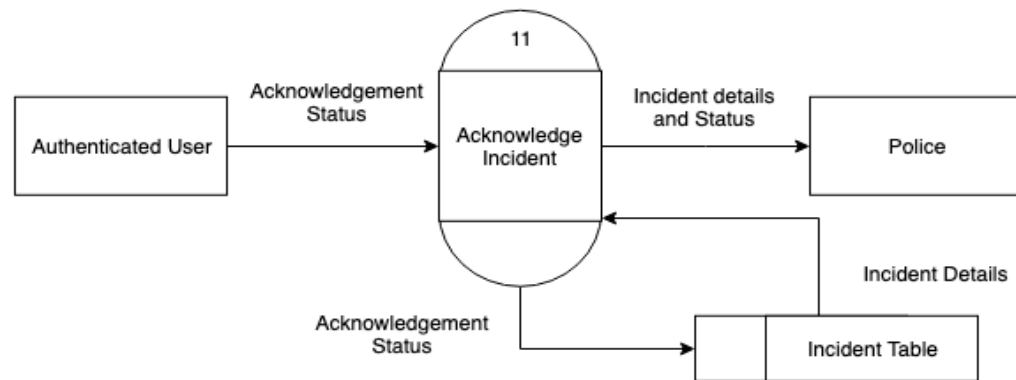 11
Acknowledgement
Status
Incident details
and Status
Authenticated User
Acknowledge
Incident
Police
Incident Details
Acknowledgement
Status
Incident Table